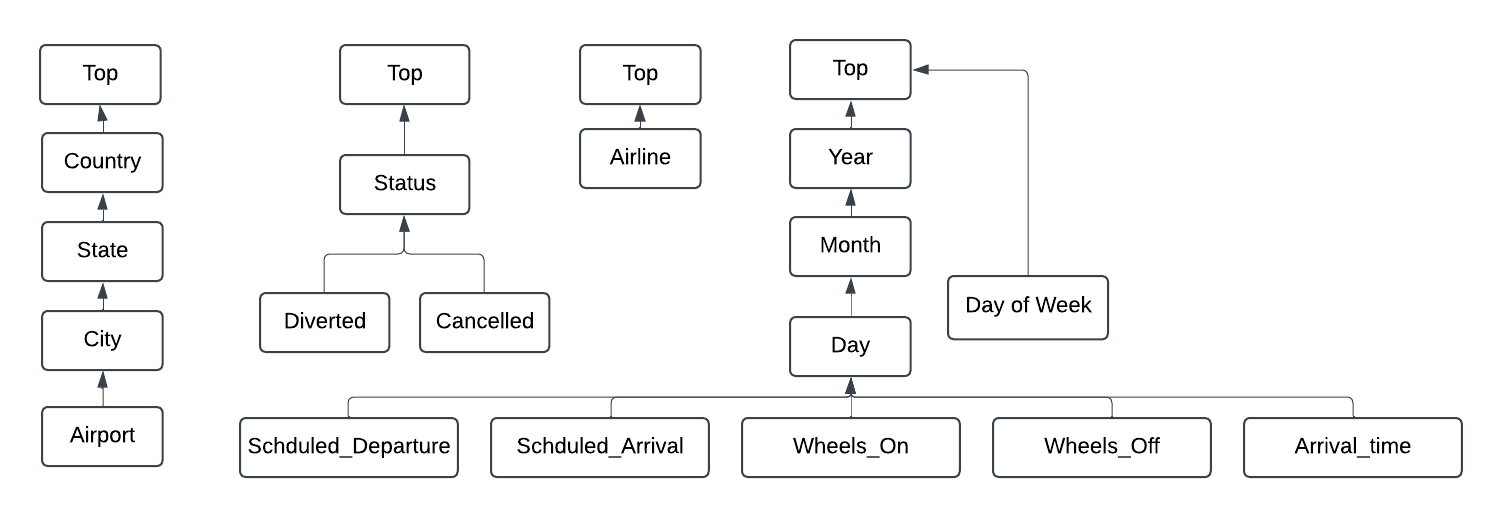 Top
Country
State
City
Airport
Top
Status
Diverted
Cancelled
Top
Airline
Top
Year
Month
Day
Day of Week
Schduled_Departure
Schduled_Arrival
Wheels_On
Wheels_Off
Arrival_time